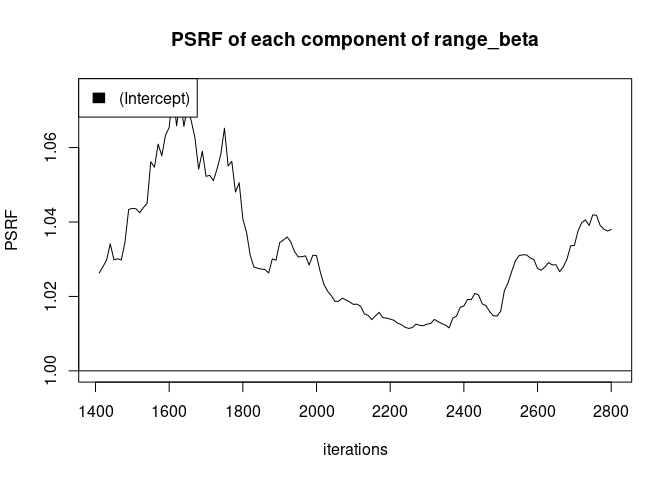 PSRF of each component of range_beta
(Intercept)
PSRF
1.06
1.04
1.02
1.00
1400 1600 1800 2000 2200 2400 2600 2800
iterations